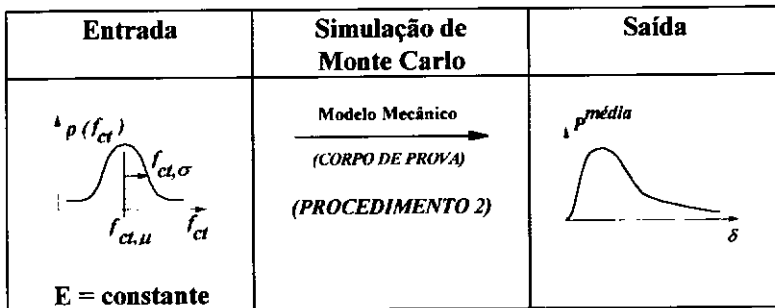 Entrada
Simulação de
Monte Carlo
Saída
p(f_ct)
f_ct,σ
f_ct,μ
f_ct
E = constante
Modelo Mecânico
(CORPO DE PROVA)
(PROCEDIMENTO 2)
P^média
δ